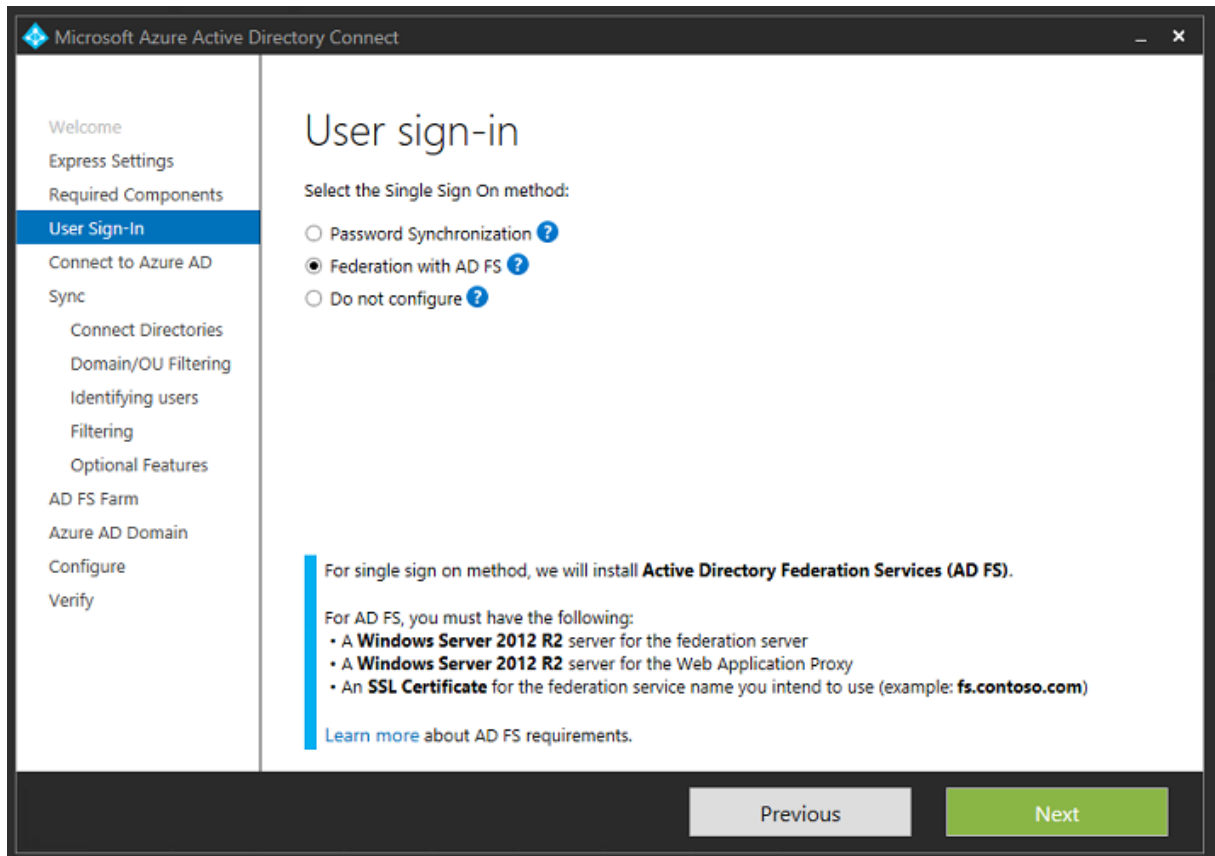 Microsoft Azure Active Directory Connect
Welcome
Express Settings
Required Components
User Sign-In
Connect to Azure AD
Sync
Connect Directories
Domain/OU Filtering
Identifying users
Filtering
Optional Features
AD FS Farm
Azure AD Domain
Configure
Verify
User sign-in
Select the Single Sign On method:
Password Synchronization ?
Federation with AD FS ?
Do not configure ?
For single sign on method, we will install Active Directory Federation Services (AD FS).
For AD FS, you must have the following:
• A Windows Server 2012 R2 server for the federation server
• A Windows Server 2012 R2 server for the Web Application Proxy
• An SSL Certificate for the federation service name you intend to use (example: fs.contoso.com)
Learn more about AD FS requirements.
Previous
Next